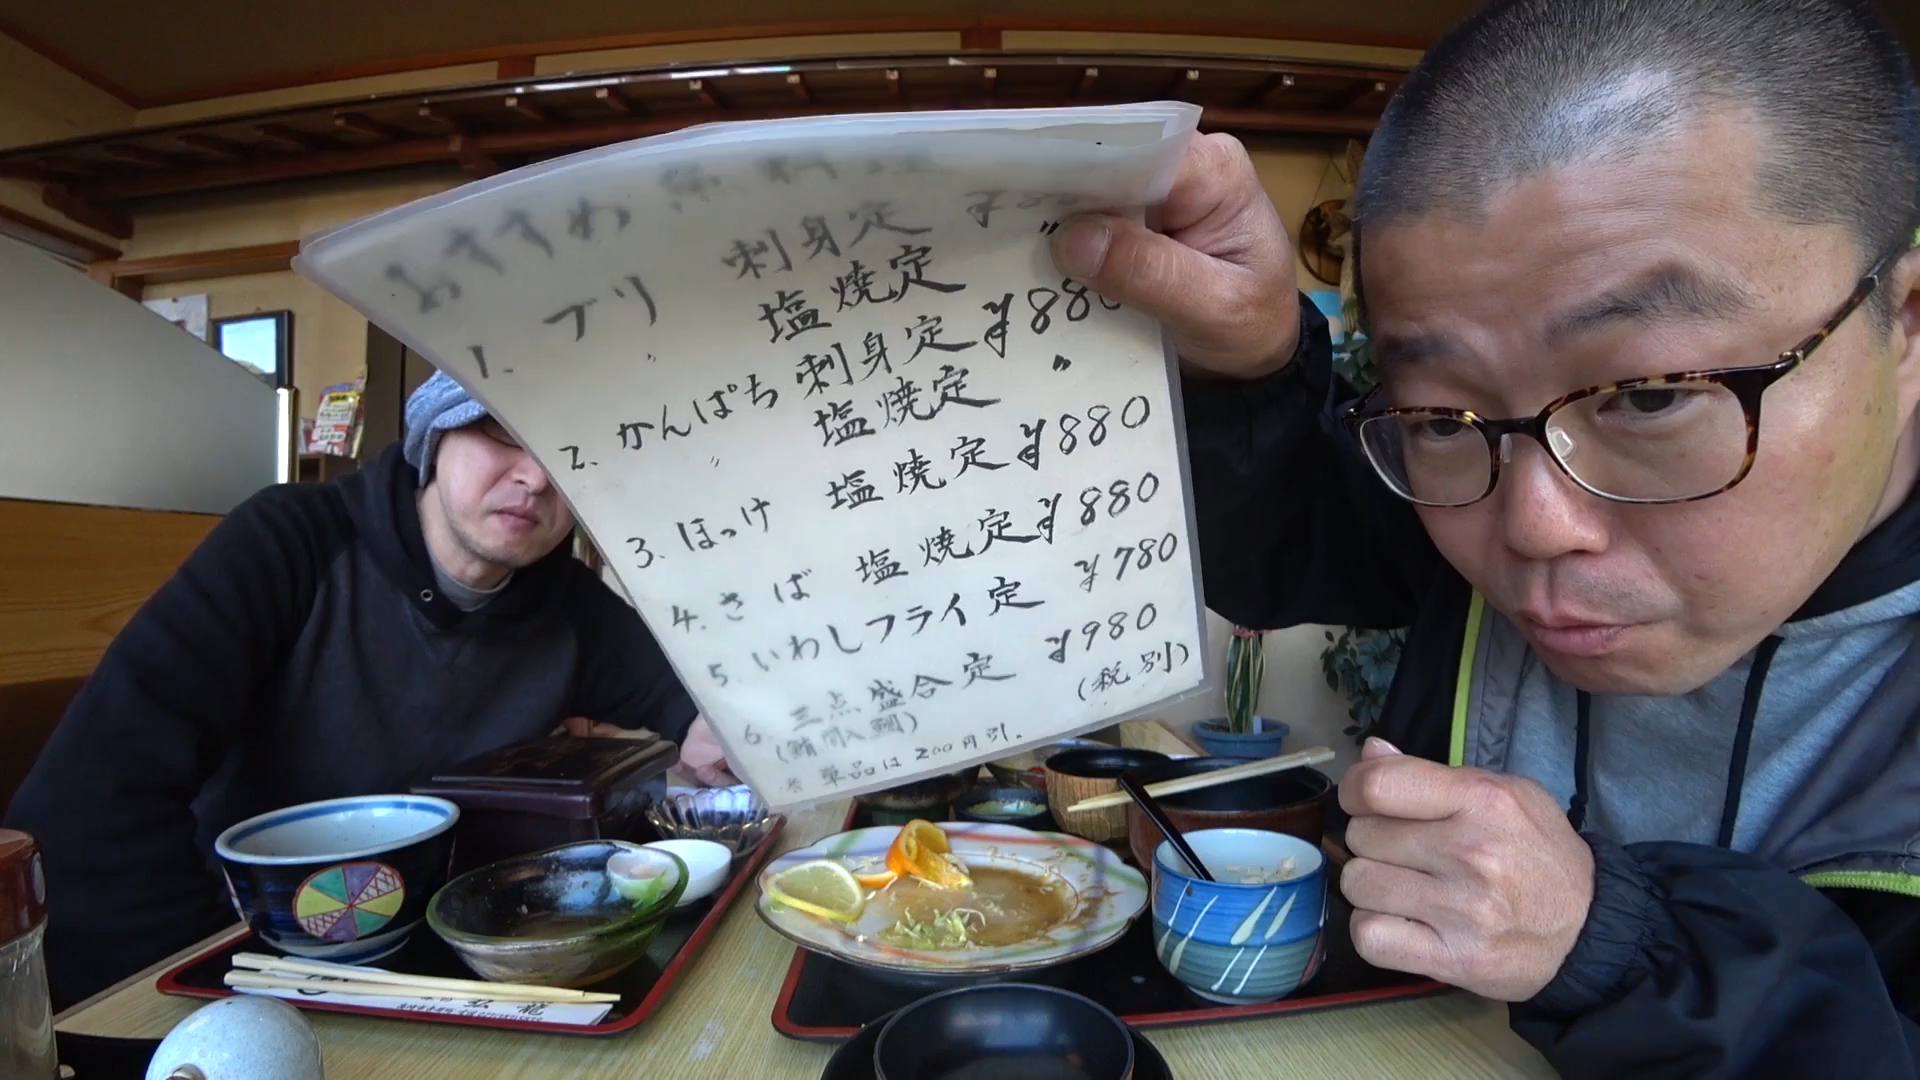 おすすめ魚料理
1. ブリ 刺身定 ¥880
〃 塩焼定 〃
2. かんぱち 刺身定 ¥880
〃 塩焼定 〃
3. ほっけ 塩焼定 ¥880
4. さば 塩焼定 ¥880
5. いわしフライ定 ¥780
6. 三点盛合定 ¥980
(税別)
単品は200円引.